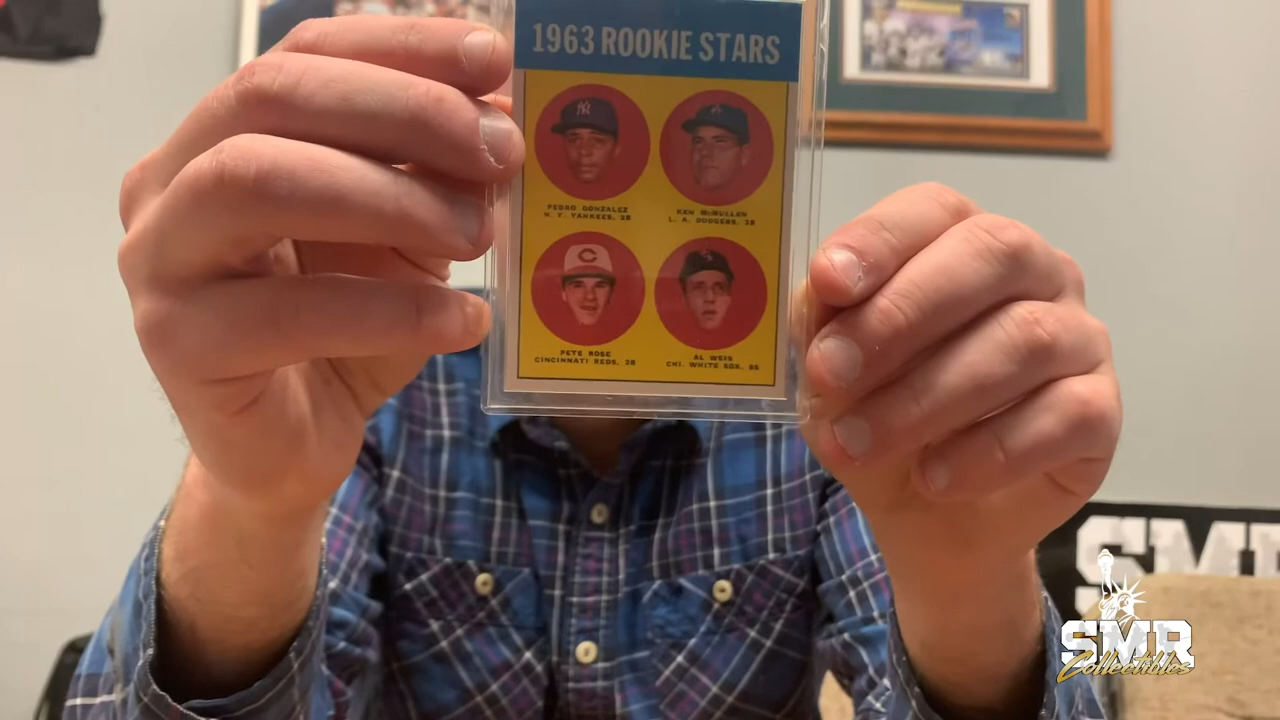 1963 ROOKIE STARS
PEDRO GONZALEZ
N. Y. YANKEES, 2B
KEN McMULLEN
L. A. DODGERS, 3B
PETE ROSE
CINCINNATI REDS, 2B
AL WEIS
CHI. WHITE SOX, SS
SMR
SMR
Collectibles